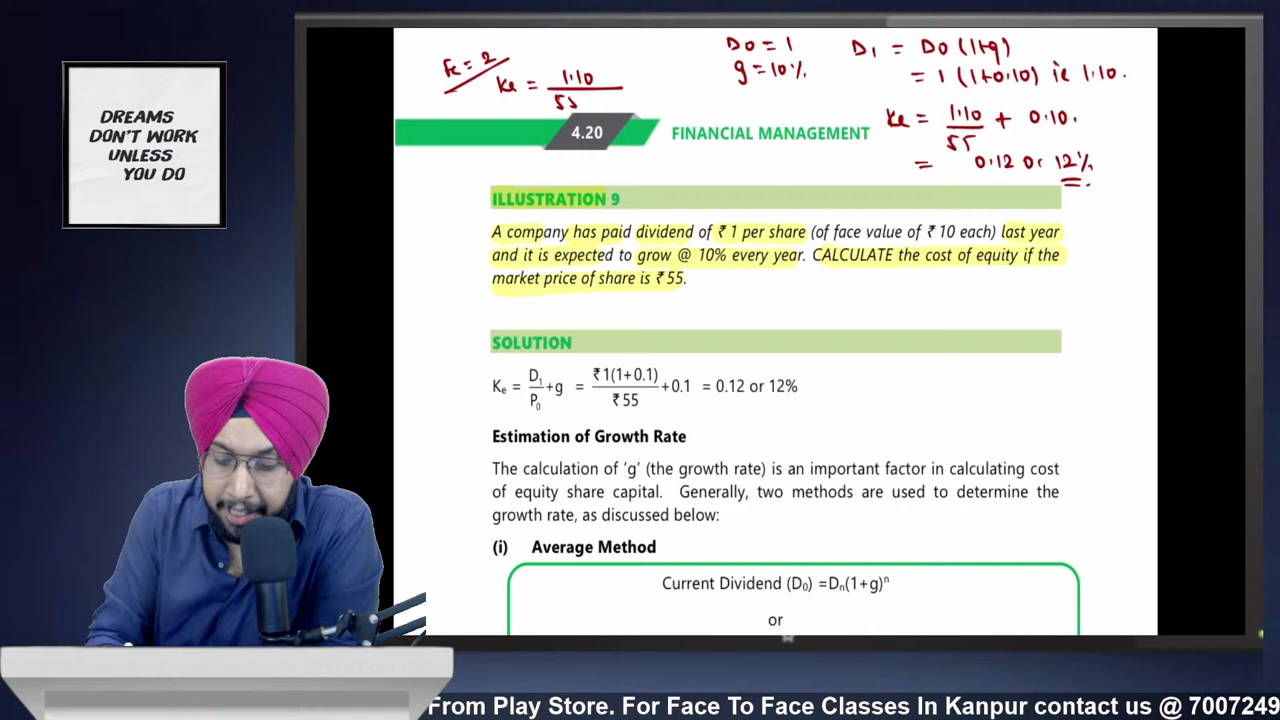 DREAMS
DON'T WORK
UNLESS
YOU DO
Fc = 2
Ke = 1.10
55
D0 = 1
g = 10%
D1 = D0 (1+g)
= 1 (1+0.10) ie 1.10.
Ke = 1.10 + 0.10.
55
= 0.12 or 12%
4.20 FINANCIAL MANAGEMENT
ILLUSTRATION 9
A company has paid dividend of ₹ 1 per share (of face value of ₹ 10 each) last year
and it is expected to grow @ 10% every year. CALCULATE the cost of equity if the
market price of share is ₹ 55.
SOLUTION
Ke = D1/P0 +g = ₹ 1(1+0.1)/₹ 55 +0.1 = 0.12 or 12%
Estimation of Growth Rate
The calculation of 'g' (the growth rate) is an important factor in calculating cost
of equity share capital. Generally, two methods are used to determine the
growth rate, as discussed below:
(i) Average Method
Current Dividend (D0) =Dn(1+g)ⁿ
or
From Play Store. For Face To Face Classes In Kanpur contact us @ 7007249